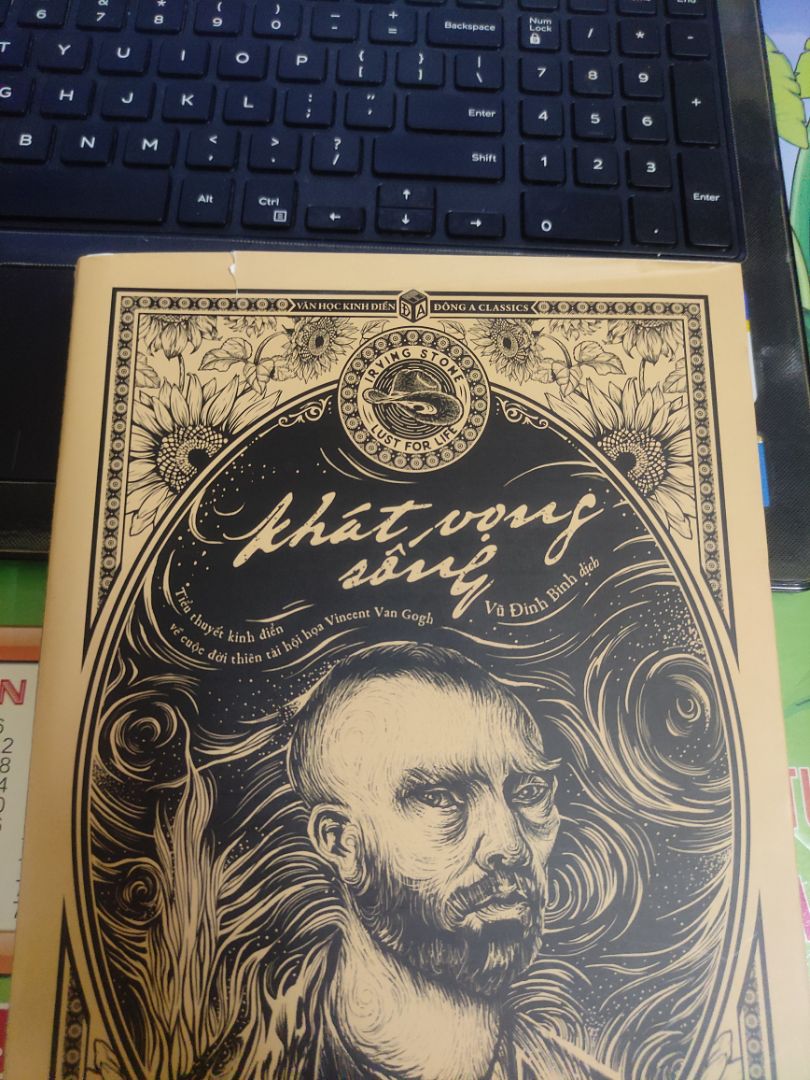 & * ( ) _ + Backspace Num Lock / * -
6 7 8 9 0 - =
T Y U I O P { [ } ] | \ 7 8 9 +
G H J K L : ; " ' Enter 4 5 6
B N M < , > . ? / Shift 1 2 3
Alt Ctrl ← ↑ ↓ → 0 . Enter
VĂN HỌC KINH ĐIỂN ĐÔNG A CLASSICS
IRVING STONE
LUST FOR LIFE
khát vọng
sống
Tiểu thuyết kinh điển
về cuộc đời thiên tài hội họa Vincent Van Gogh
Vũ Đình Bình dịch
N